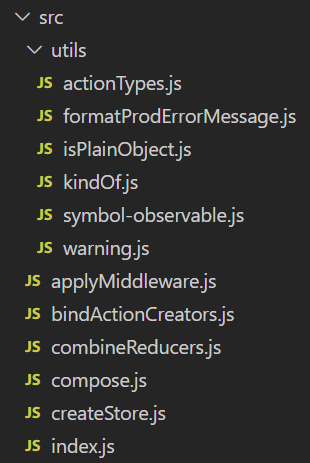 src
utils
JS actionTypes.js
JS formatProdErrorMessage.js
JS isPlainObject.js
JS kindOf.js
JS symbol-observable.js
JS warning.js
JS applyMiddleware.js
JS bindActionCreators.js
JS combineReducers.js
JS compose.js
JS createStore.js
JS index.js